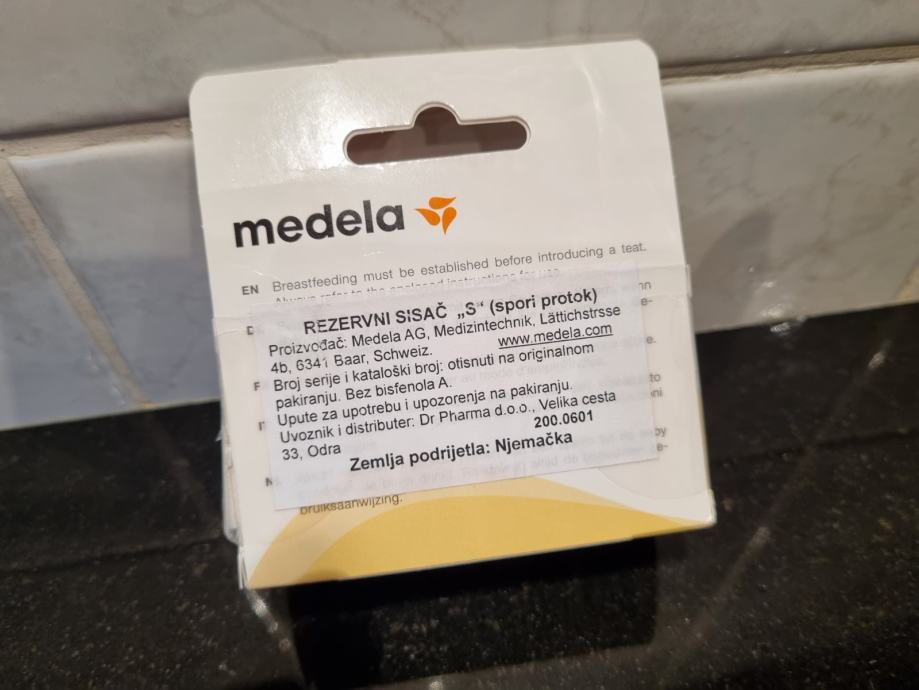 medela
EN Breastfeeding must be established before introducing a teat.
REZERVNI SISAČ „S“ (spori protok)
Proizvođač: Medela AG, Medizintechnik, Lättichstrsse
4b, 6341 Baar, Schweiz. www.medela.com
Broj serije i kataloški broj: otisnuti na originalnom
pakiranju. Bez bisfenola A.
Upute za upotrebu i upozorenja na pakiranju.
Uvoznik i distributer: Dr Pharma d.o.o., Velika cesta
33, Odra 200.0601
Zemlja podrijetla: Njemačka
bruiksaanwijzing.